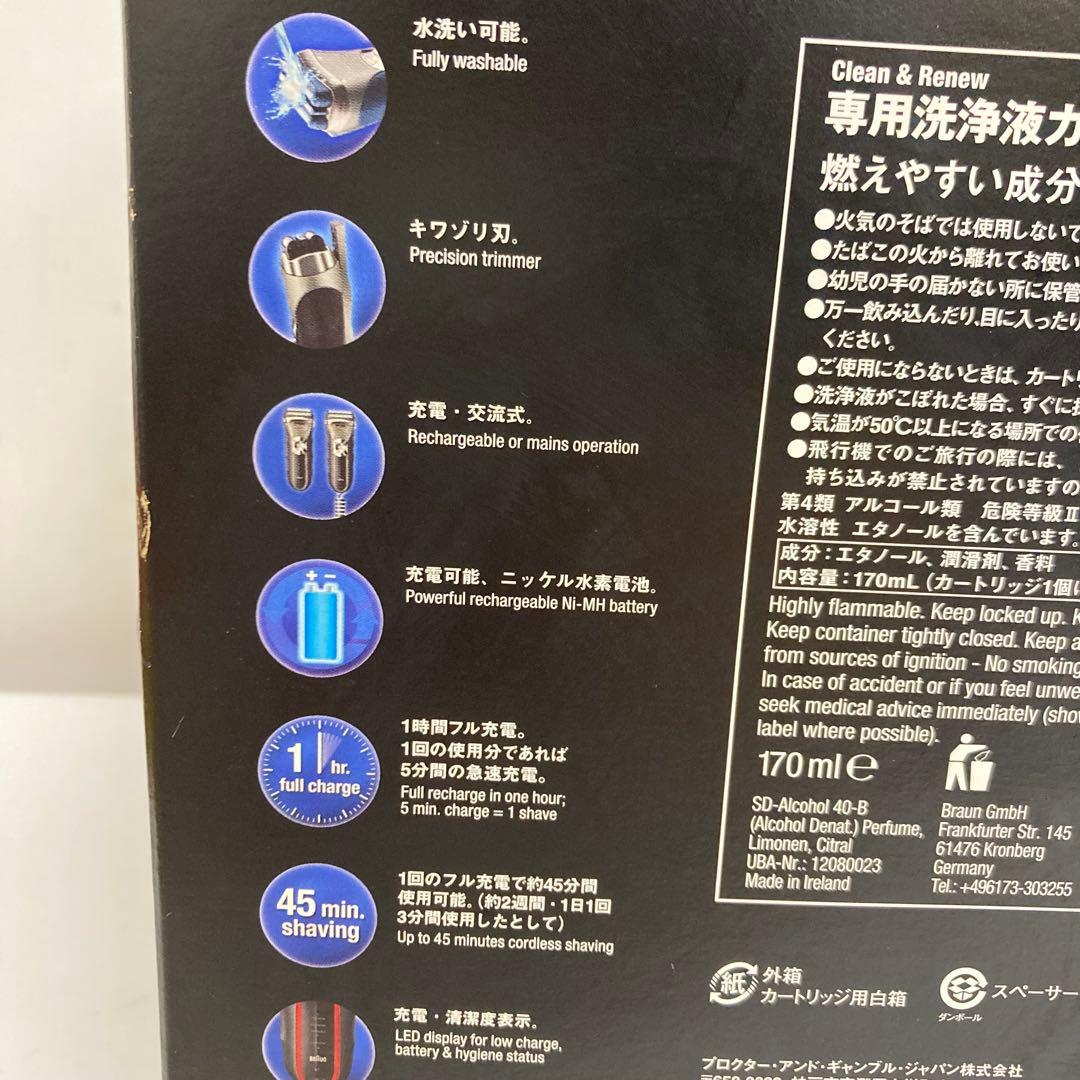 水洗い可能。
Fully washable
キワゾリ刃。
Precision trimmer
充電・交流式。
Rechargeable or mains operation
充電可能、ニッケル水素電池。
Powerful rechargeable Ni-MH battery
1 hr.
full charge
1時間フル充電。
1回の使用分であれば
5分間の急速充電。
Full recharge in one hour;
5 min. charge = 1 shave
45 min.
shaving
1回のフル充電で約45分間
使用可能。(約2週間・1日1回
3分間使用したとして)
Up to 45 minutes cordless shaving
充電・清潔度表示。
LED display for low charge,
battery & hygiene status
BRAUN
Clean & Renew
専用洗浄液カ
燃えやすい成分
●火気のそばでは使用しないで
●たばこの火から離れてお使い
●幼児の手の届かない所に保管
●万一飲み込んだり、目に入ったり
ください。
●ご使用にならないときは、カートリ
●洗浄液がこぼれた場合、すぐに
●気温が50℃以上になる場所での
●飛行機でのご旅行の際には、
持ち込みが禁止されていますの
第4類 アルコール類 危険等級Ⅱ
水溶性 エタノールを含んでいます。
成分:エタノール、潤滑剤、香料
内容量:170mL (カートリッジ1個
Highly flammable. Keep locked up.
Keep container tightly closed. Keep
from sources of ignition - No smoking
In case of accident or if you feel unwe
seek medical advice immediately (show
label where possible).
170 ml e
SD-Alcohol 40-B
(Alcohol Denat.) Perfume,
Limonen, Citral
UBA-Nr.: 12080023
Made in Ireland
Braun GmbH
Frankfurter Str. 145
61476 Kronberg
Germany
Tel.: +496173-303255
紙
外箱
カートリッジ用白箱
ダンボール
スペーサー
プロクター・アンド・ギャンブル・ジャパン株式会社